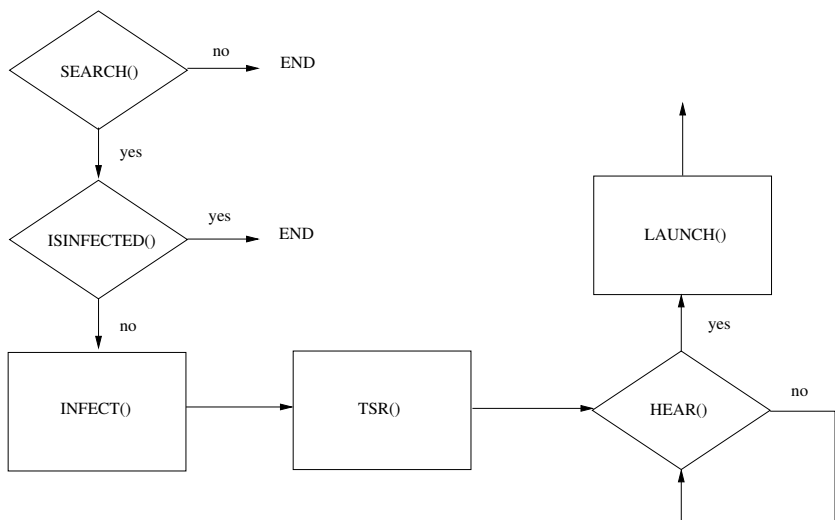 SEARCH()
no
END
yes
ISINFECTED()
yes
END
no
INFECT()
TSR()
HEAR()
no
yes
LAUNCH()